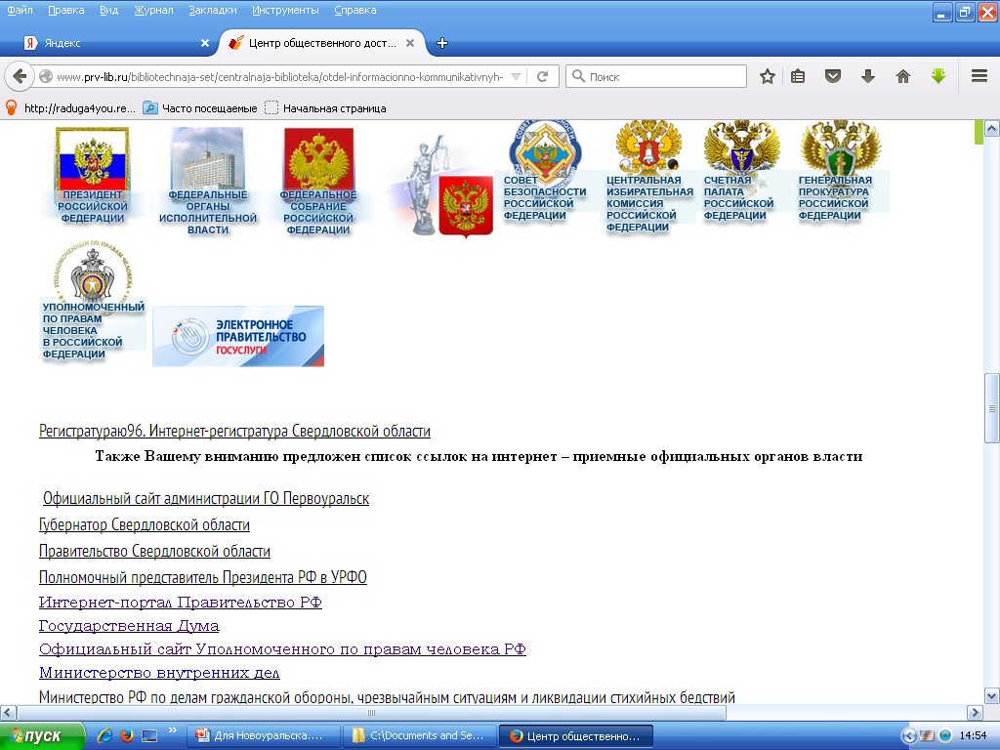 Файл Правка Вид Журнал Закладки Инструменты Справка
Яндекс
Центр общественного дост...
www.prv-lib.ru/bibliotechnaja-set/centralnaja-biblioteka/otdel-informacionno-kommunikativnyh-
Поиск
http://raduga4you.re... Часто посещаемые Начальная страница
ПРЕЗИДЕНТ
РОССИЙСКОЙ
ФЕДЕРАЦИИ
ФЕДЕРАЛЬНЫЕ
ОРГАНЫ
ИСПОЛНИТЕЛЬНОЙ
ВЛАСТИ
ФЕДЕРАЛЬНОЕ
СОБРАНИЕ
РОССИЙСКОЙ
ФЕДЕРАЦИИ
СОВЕТ
БЕЗОПАСНОСТИ
РОССИЙСКОЙ
ФЕДЕРАЦИИ
ЦЕНТРАЛЬНАЯ
ИЗБИРАТЕЛЬНАЯ
КОМИССИЯ
РОССИЙСКОЙ
ФЕДЕРАЦИИ
СЧЕТНАЯ
ПАЛАТА
РОССИЙСКОЙ
ФЕДЕРАЦИИ
ГЕНЕРАЛЬНАЯ
ПРОКУРАТУРА
РОССИЙСКОЙ
ФЕДЕРАЦИИ
УПОЛНОМОЧЕННЫЙ
ПО ПРАВАМ
ЧЕЛОВЕКА
В РОССИЙСКОЙ
ФЕДЕРАЦИИ
ЭЛЕКТРОННОЕ
ПРАВИТЕЛЬСТВО
ГОСУСЛУГИ
Регистратураю96. Интернет-регистратура Свердловской области
Также Вашему вниманию предложен список ссылок на интернет – приемные официальных органов власти
Официальный сайт администрации ГО Первоуральск
Губернатор Свердловской области
Правительство Свердловской области
Полномочный представитель Президента РФ в УРФО
Интернет-портал Правительство РФ
Государственная Дума
Официальный сайт Уполномоченного по правам человека РФ
Министерство внутренних дел
Министерство РФ по делам гражданской обороны, чрезвычайным ситуациям и ликвидации стихийных бедствий
пуск
Для Новоуральска....
C:\Documents and Se...
Центр общественно...
14:54